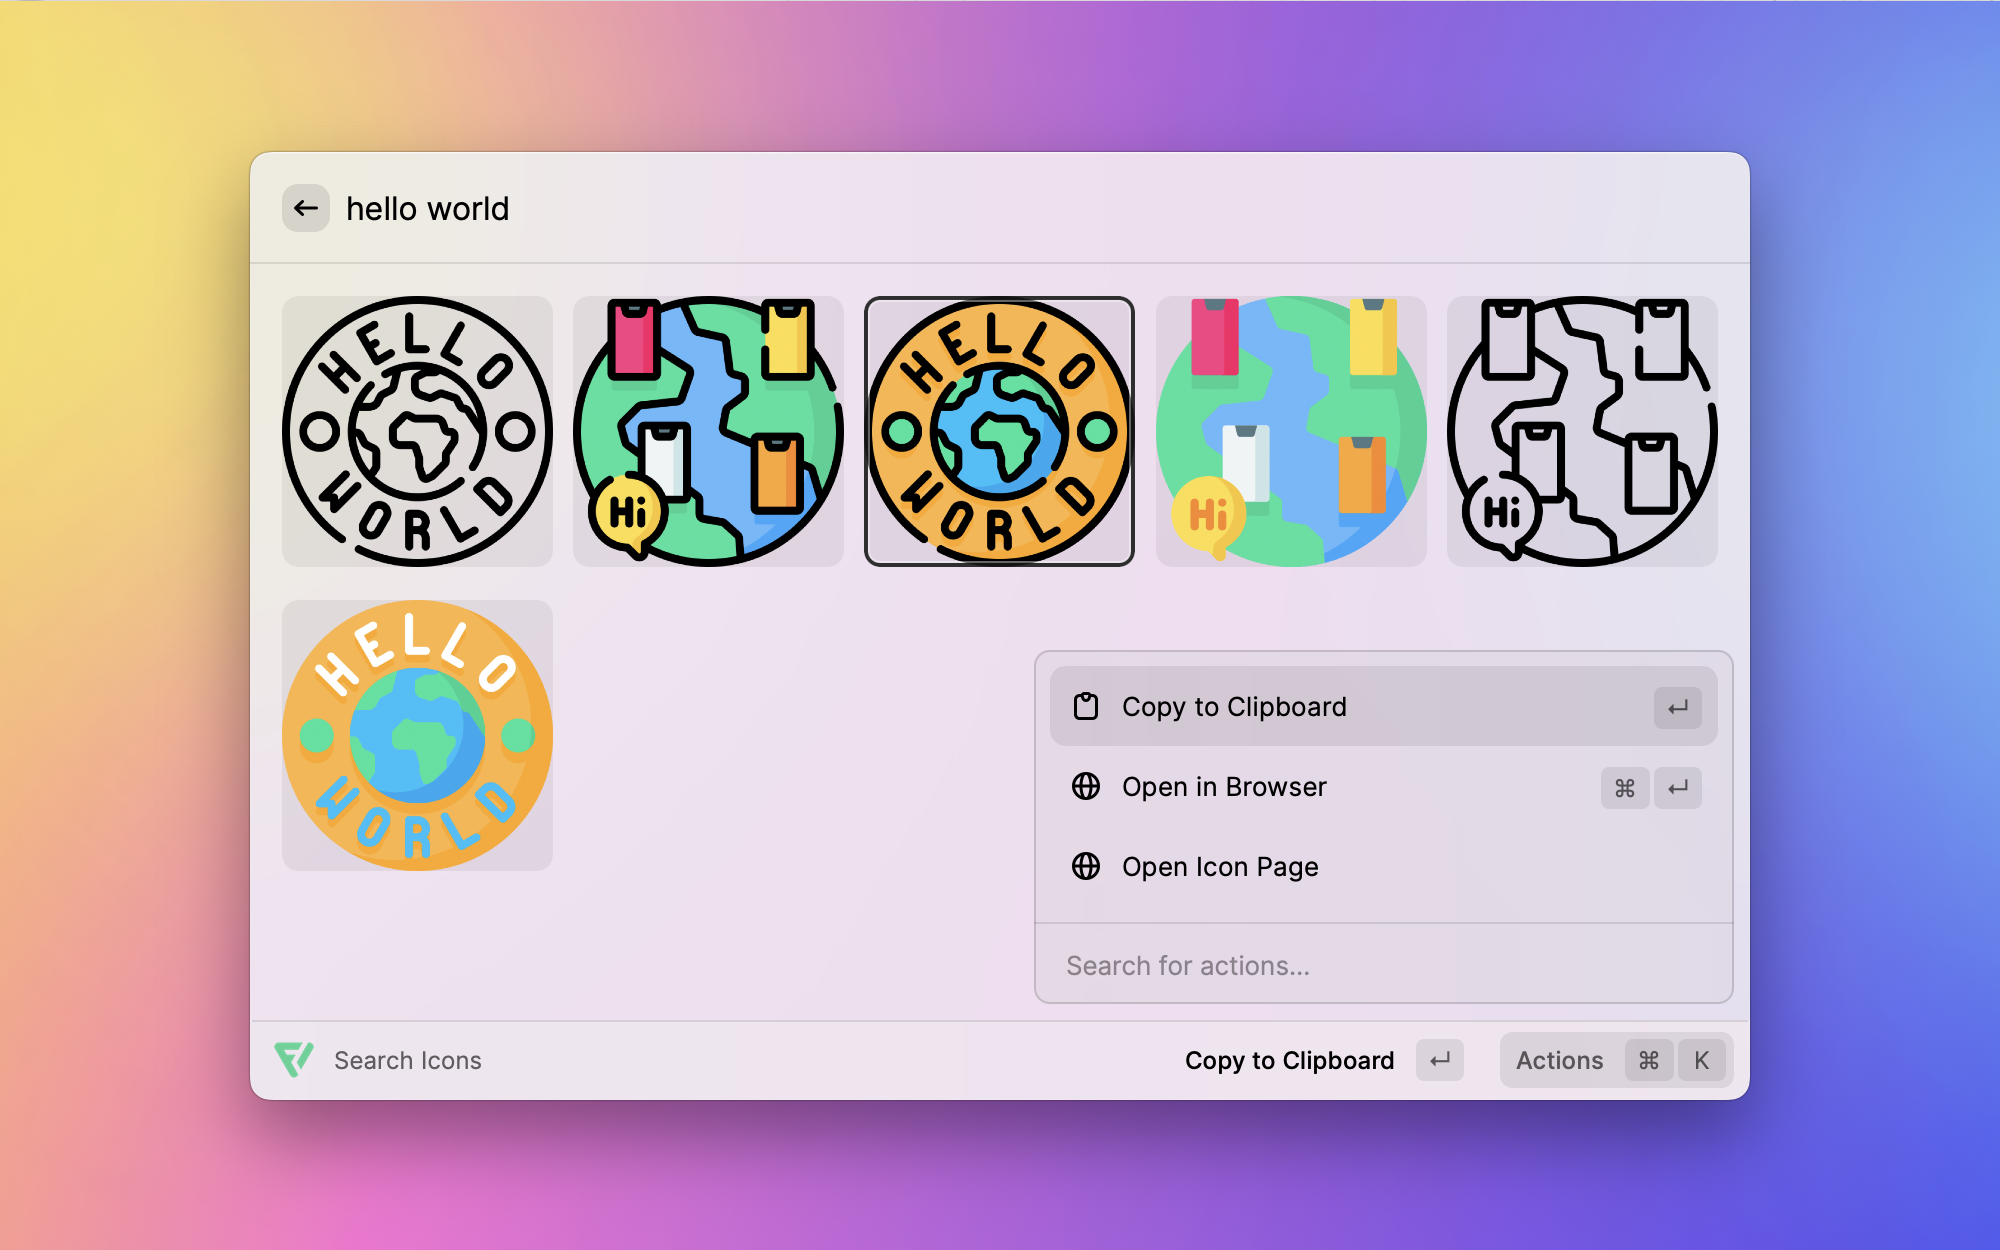 hello world
HELLO
WORLD
Hi
HELLO
WORLD
Hi
Hi
HELLO
WORLD
Copy to Clipboard ↵
Open in Browser ⌘ ↵
Open Icon Page
Search for actions...
Search Icons
Copy to Clipboard ↵
Actions ⌘ K